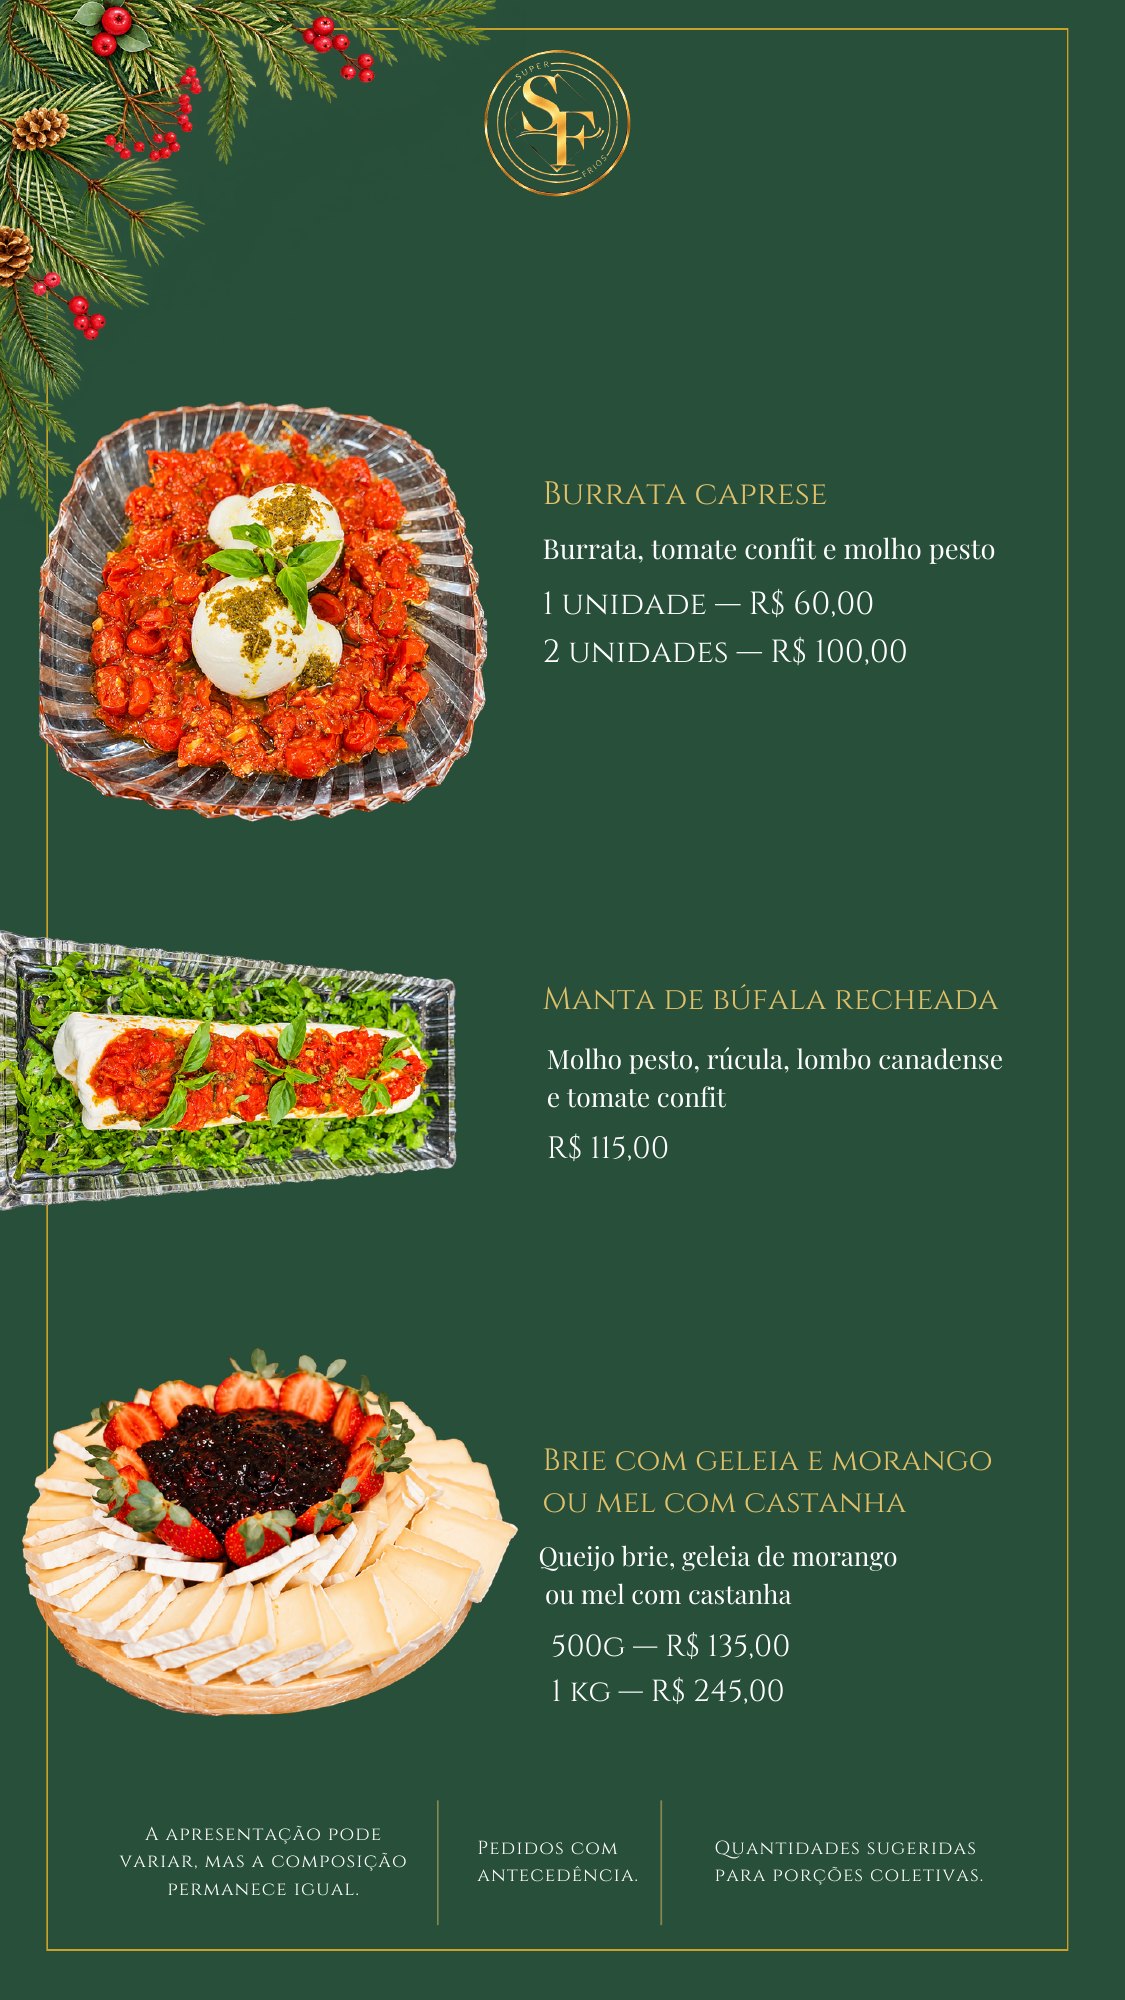 SUPER
SF
FRIOS
Burrata caprese
Burrata, tomate confit e molho pesto
1 unidade — R$ 60,00
2 unidades — R$ 100,00
Manta de búfala recheada
Molho pesto, rúcula, lombo canadense
e tomate confit
R$ 115,00
Brie com geleia e morango
ou mel com castanha
Queijo brie, geleia de morango
ou mel com castanha
500g — R$ 135,00
1 kg — R$ 245,00
A apresentação pode
variar, mas a composição
permanece igual.
Pedidos com
antecedência.
Quantidades sugeridas
para porções coletivas.